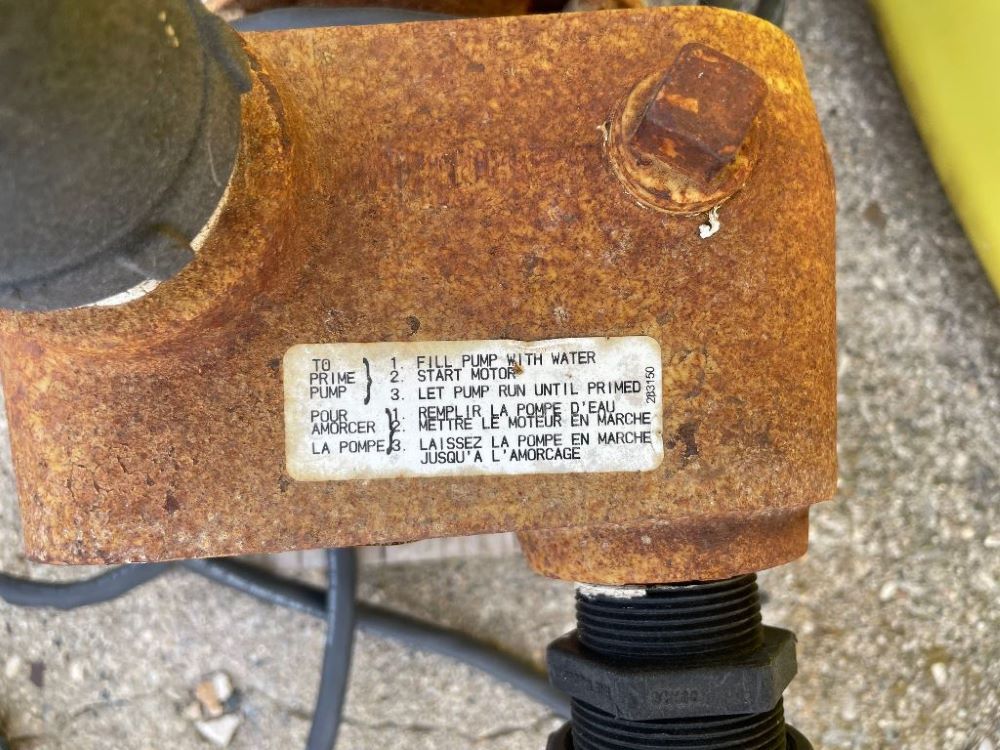 TO PRIME PUMP
1. FILL PUMP WITH WATER
2. START MOTOR
3. LET PUMP RUN UNTIL PRIMED
POUR AMORCER LA POMPE
1. REMPLIR LA POMPE D'EAU
2. METTRE LE MOTEUR EN MARCHE
3. LAISSEZ LA POMPE EN MARCHE
JUSQU'A L'AMORCAGE
283150